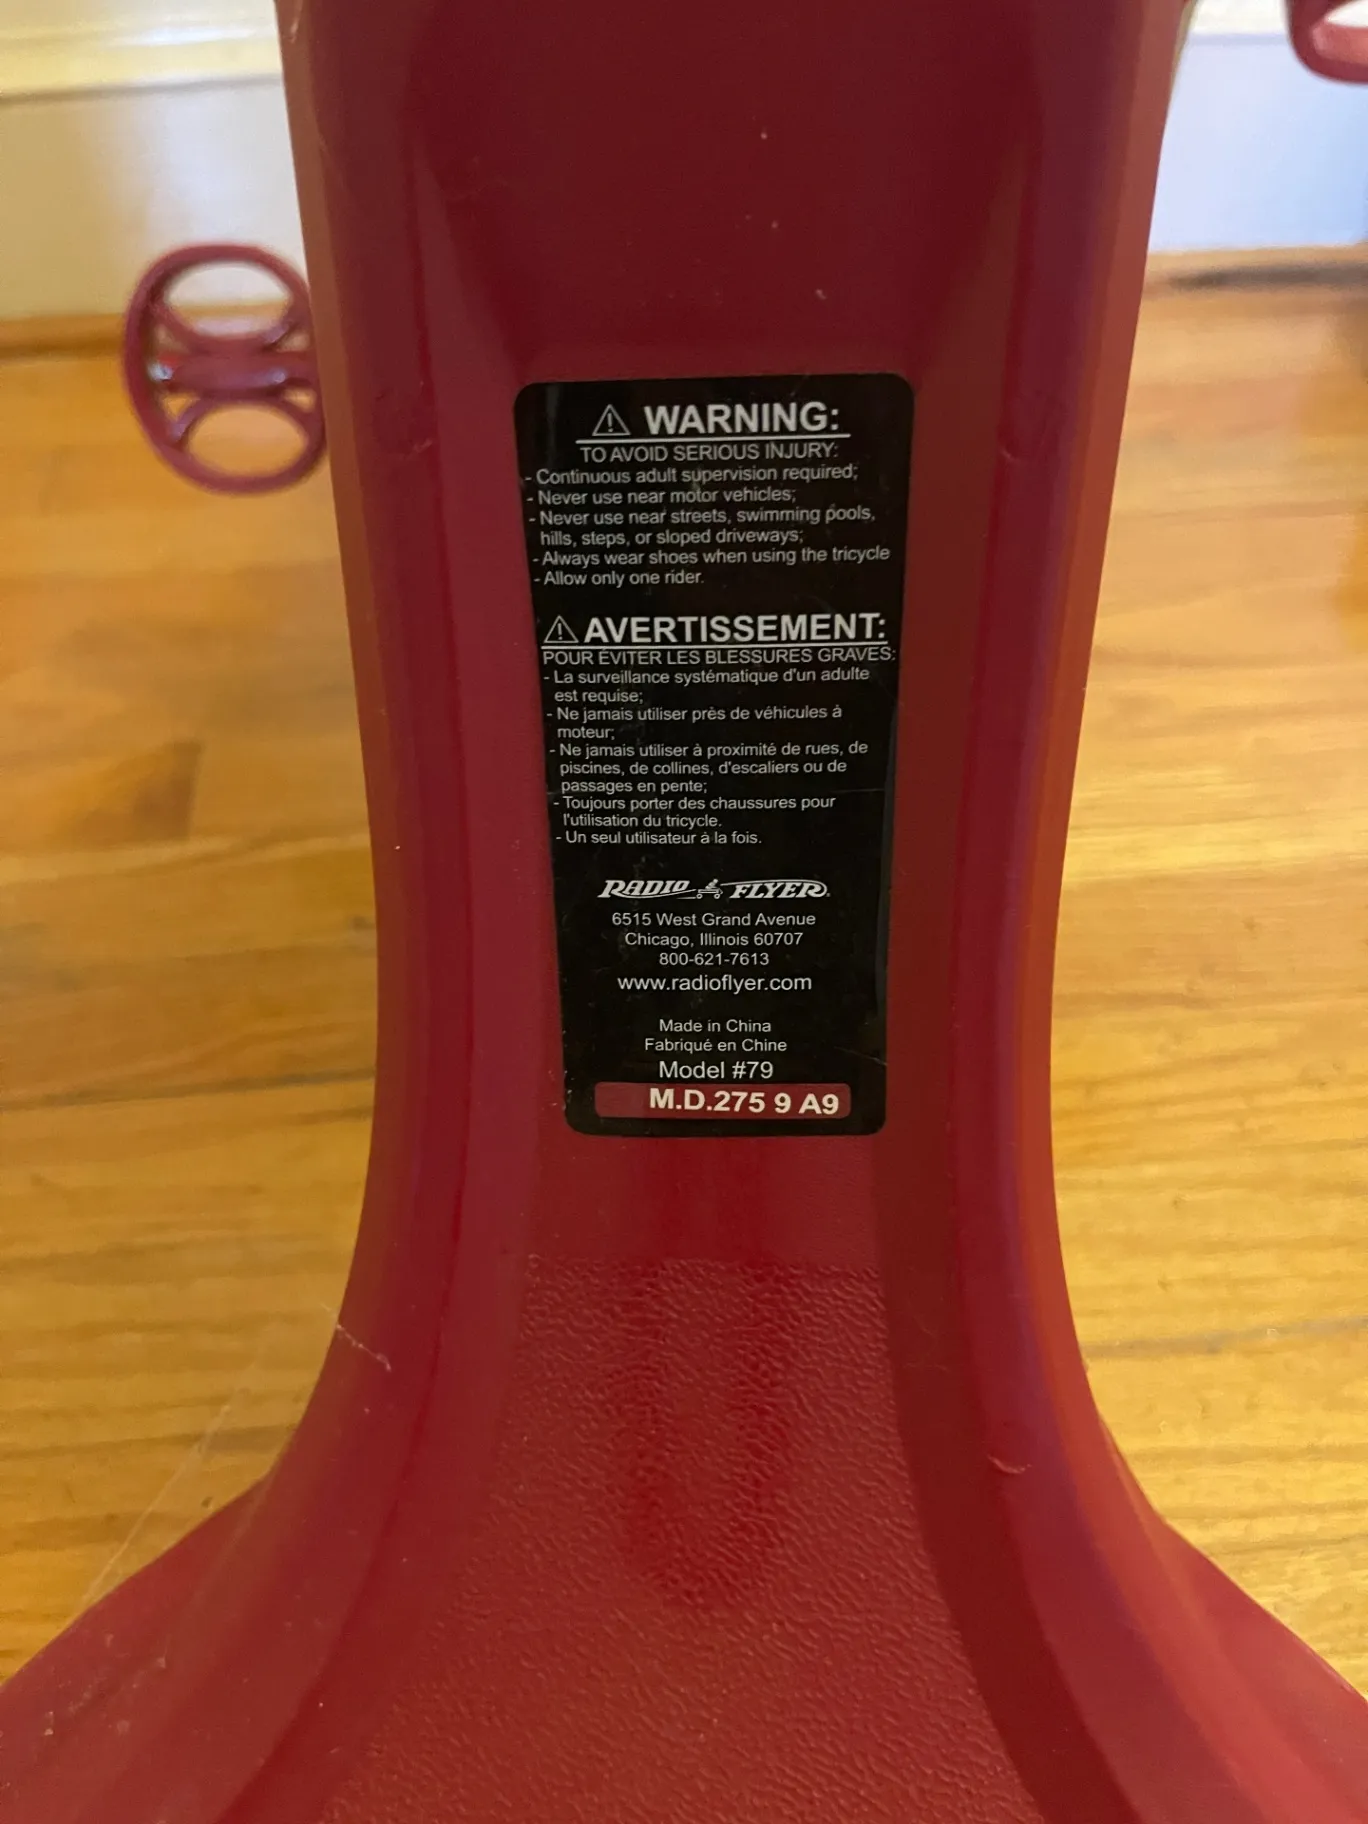 ⚠ WARNING:
TO AVOID SERIOUS INJURY:
- Continuous adult supervision required;
- Never use near motor vehicles;
- Never use near streets, swimming pools,
hills, steps, or sloped driveways;
- Always wear shoes when using the tricycle
- Allow only one rider.
⚠ AVERTISSEMENT:
POUR ÉVITER LES BLESSURES GRAVES:
- La surveillance systématique d'un adulte
est requise;
- Ne jamais utiliser près de véhicules à
moteur;
- Ne jamais utiliser à proximité de rues, de
piscines, de collines, d'escaliers ou de
passages en pente;
- Toujours porter des chaussures pour
l'utilisation du tricycle.
- Un seul utilisateur à la fois.
RADIO FLYER®
6515 West Grand Avenue
Chicago, Illinois 60707
800-621-7613
www.radioflyer.com
Made in China
Fabriqué en Chine
Model #79
M.D.275 9 A9